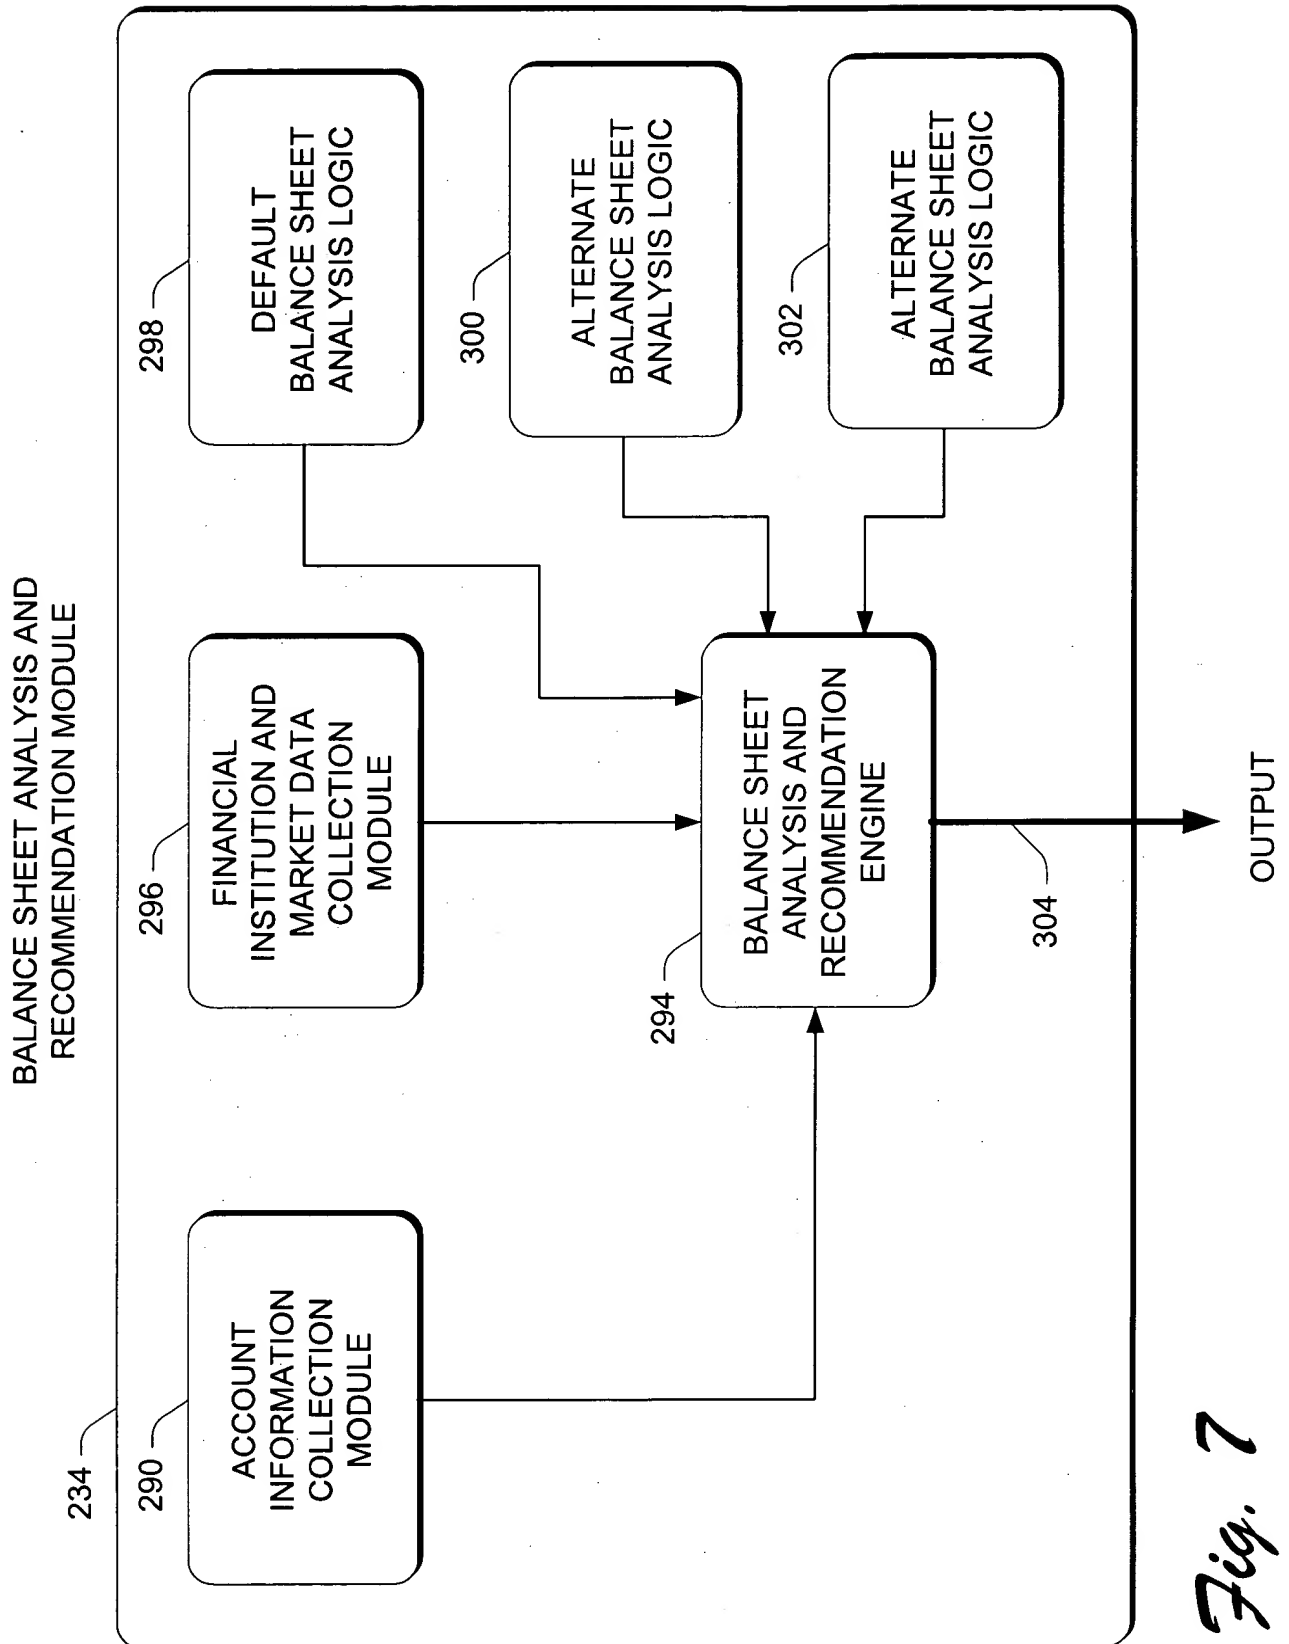 BALANCE SHEET ANALYSIS AND
RECOMMENDATION MODULE
234
290
ACCOUNT
INFORMATION
COLLECTION
MODULE
296
FINANCIAL
INSTITUTION AND
MARKET DATA
COLLECTION
MODULE
298
DEFAULT
BALANCE SHEET
ANALYSIS LOGIC
300
ALTERNATE
BALANCE SHEET
ANALYSIS LOGIC
302
ALTERNATE
BALANCE SHEET
ANALYSIS LOGIC
294
BALANCE SHEET
ANALYSIS AND
RECOMMENDATION
ENGINE
304
OUTPUT
Fig. 7